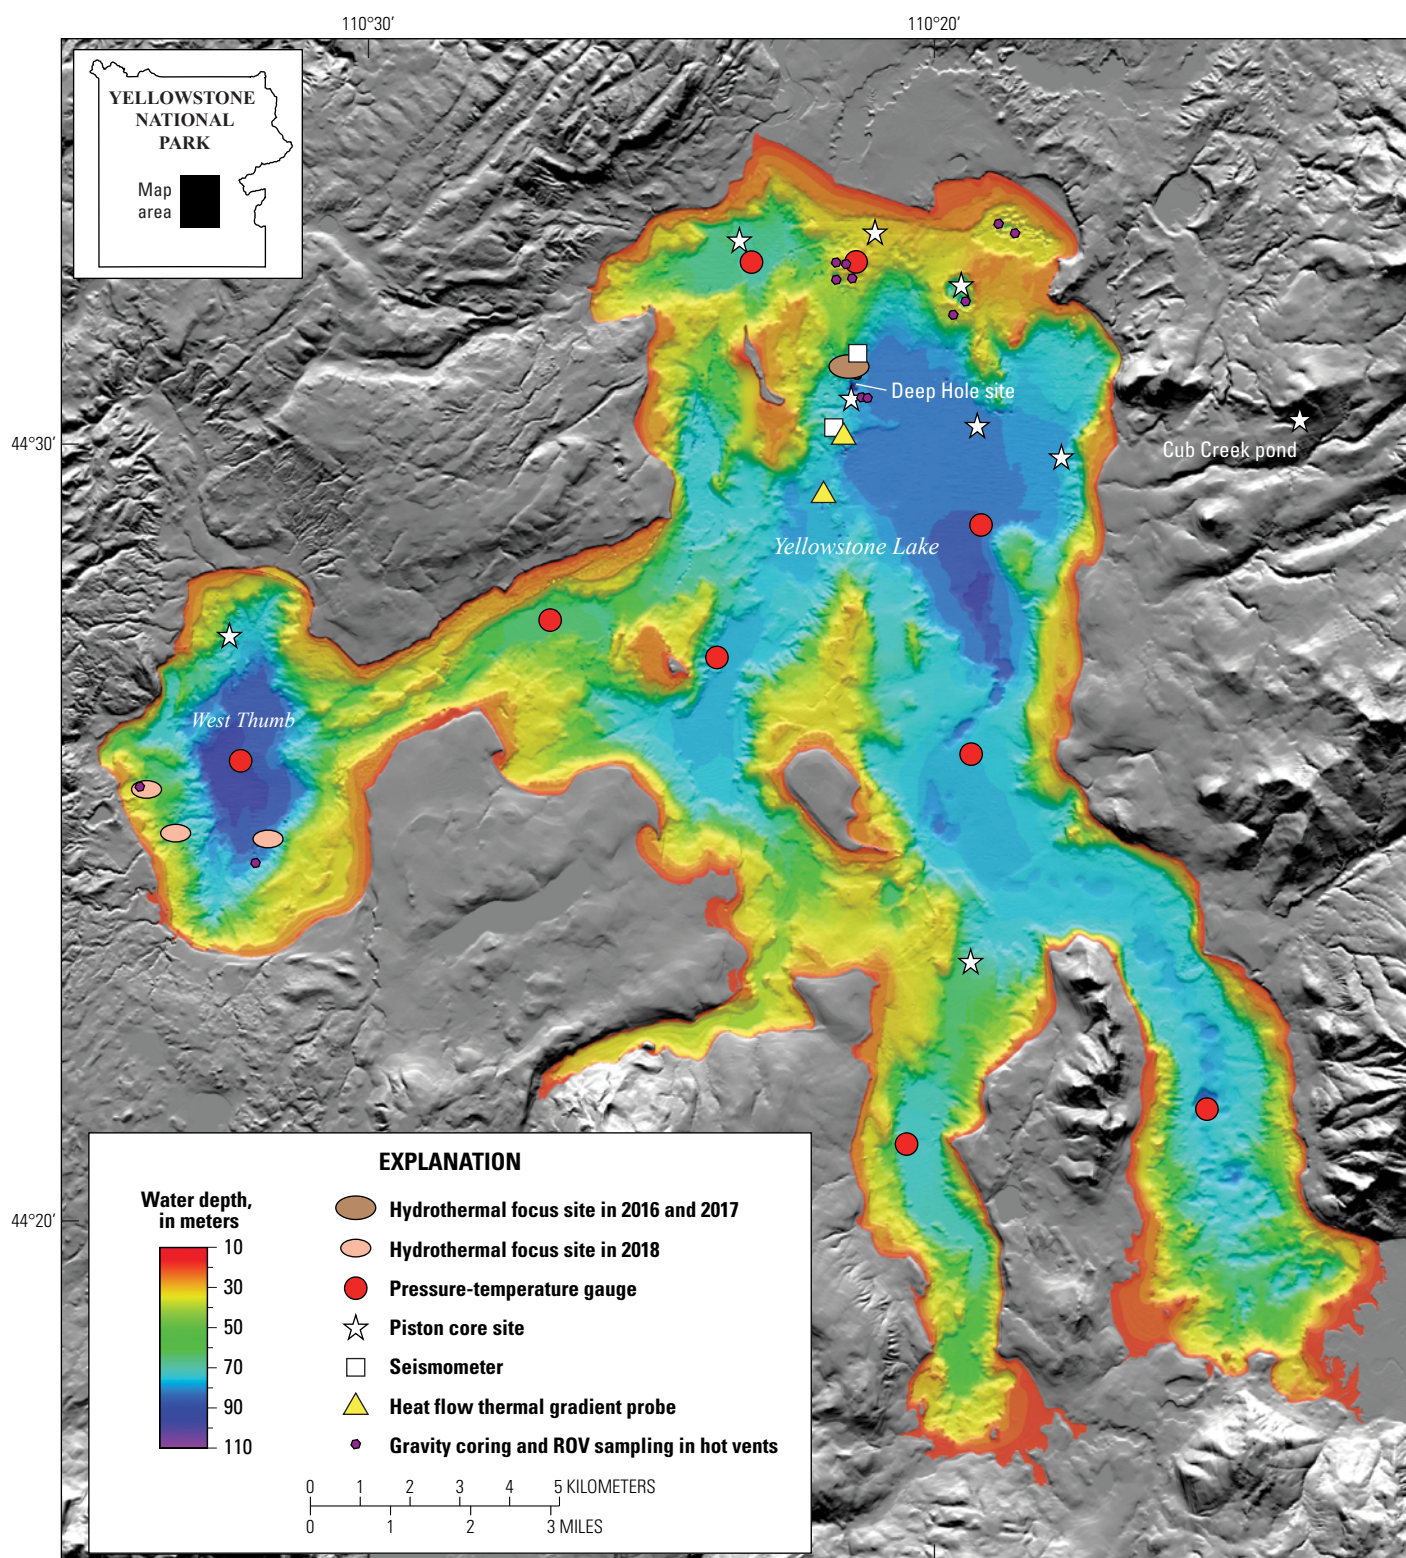 110°30′
110°20′
YELLOWSTONE
NATIONAL
PARK
Map
area
Deep Hole site
44°30′
Cub Creek pond
Yellowstone Lake
West Thumb
44°20′
EXPLANATION
Water depth,
in meters
10
30
50
70
90
110
Hydrothermal focus site in 2016 and 2017
Hydrothermal focus site in 2018
Pressure-temperature gauge
Piston core site
Seismometer
Heat flow thermal gradient probe
Gravity coring and ROV sampling in hot vents
0 1 2 3 4 5 KILOMETERS
0 1 2 3 MILES